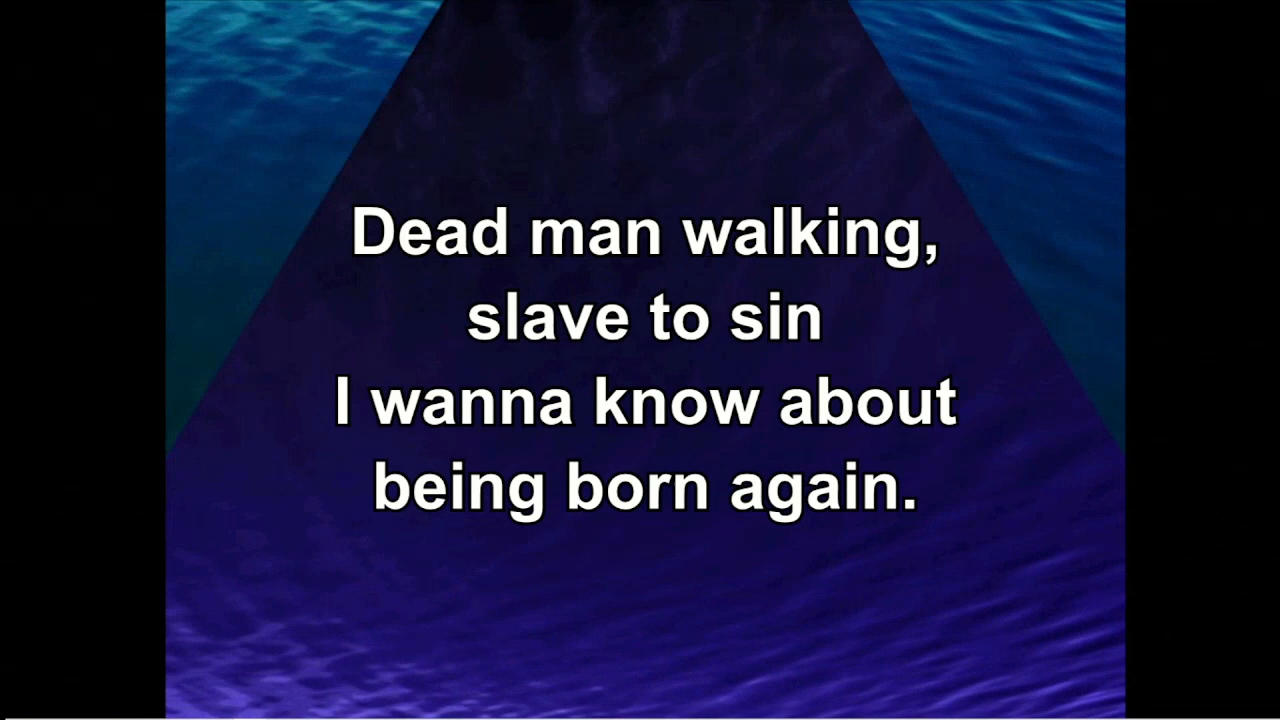 Dead man walking,
slave to sin
I wanna know about
being born again.